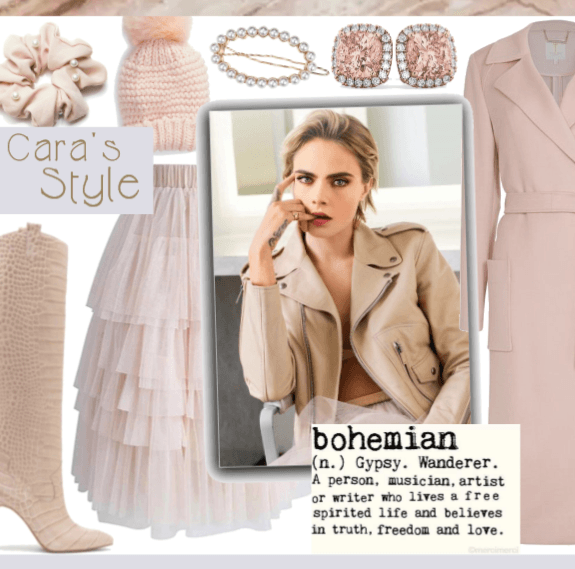 Cara's
Style
bohemian
(n.) Gypsy. Wanderer.
A person, musician, artist
or writer who lives a free
spirited life and believes
in truth, freedom and love.